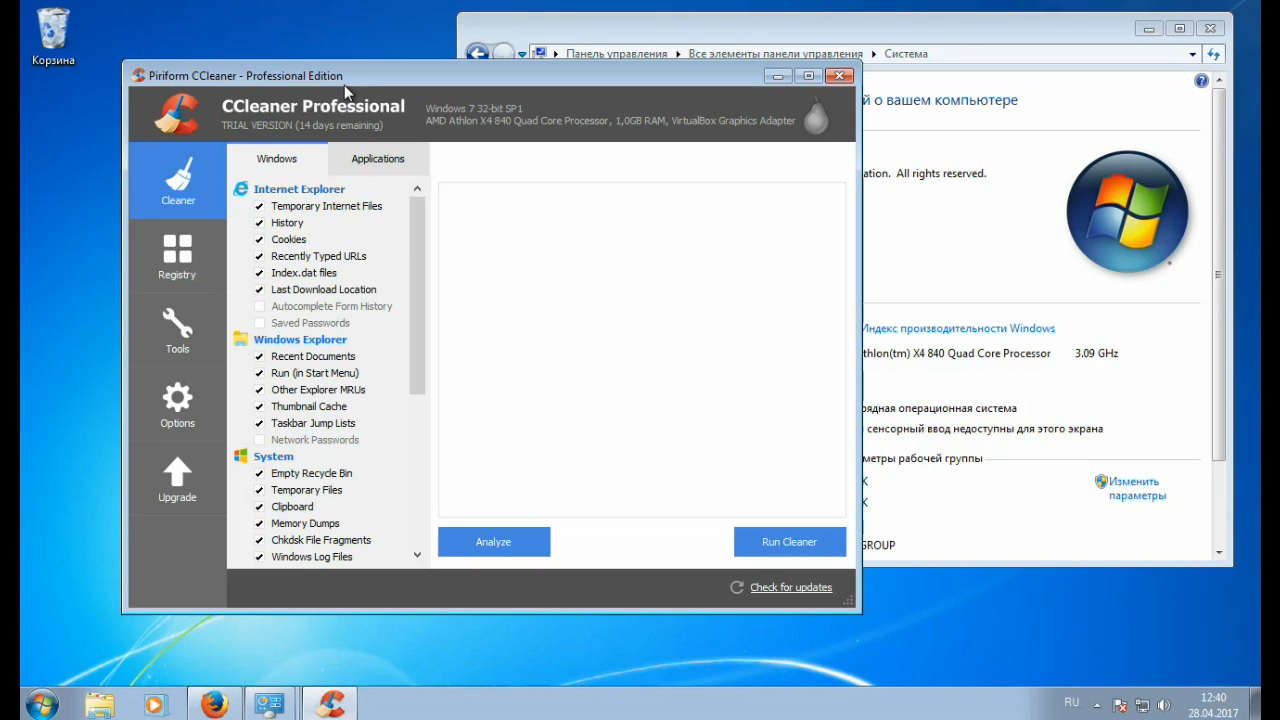 Корзина
Панель управления
Все элементы панели управления
Система
Piriform CCleaner - Professional Edition
й о вашем компьютере
CCleaner Professional
TRIAL VERSION (14 days remaining)
Windows 7 32-bit SP1
AMD Athlon X4 840 Quad Core Processor, 1,0GB RAM, VirtualBox Graphics Adapter
ation. All rights reserved.
Cleaner
Registry
Tools
Options
Upgrade
Windows
Applications
Internet Explorer
Temporary Internet Files
History
Cookies
Recently Typed URLs
Index.dat files
Last Download Location
Autocomplete Form History
Saved Passwords
Windows Explorer
Recent Documents
Run (in Start Menu)
Other Explorer MRUs
Thumbnail Cache
Taskbar Jump Lists
Network Passwords
System
Empty Recycle Bin
Temporary Files
Clipboard
Memory Dumps
Chkdsk File Fragments
Windows Log Files
Analyze
Run Cleaner
Check for updates
Индекс производительности Windows
thlon(tm) X4 840 Quad Core Processor 3.09 GHz
рядная операционная система
сенсорный ввод недоступны для этого экрана
метры рабочей группы
Изменить
параметры
GROUP
RU
12:40
28.04.2017